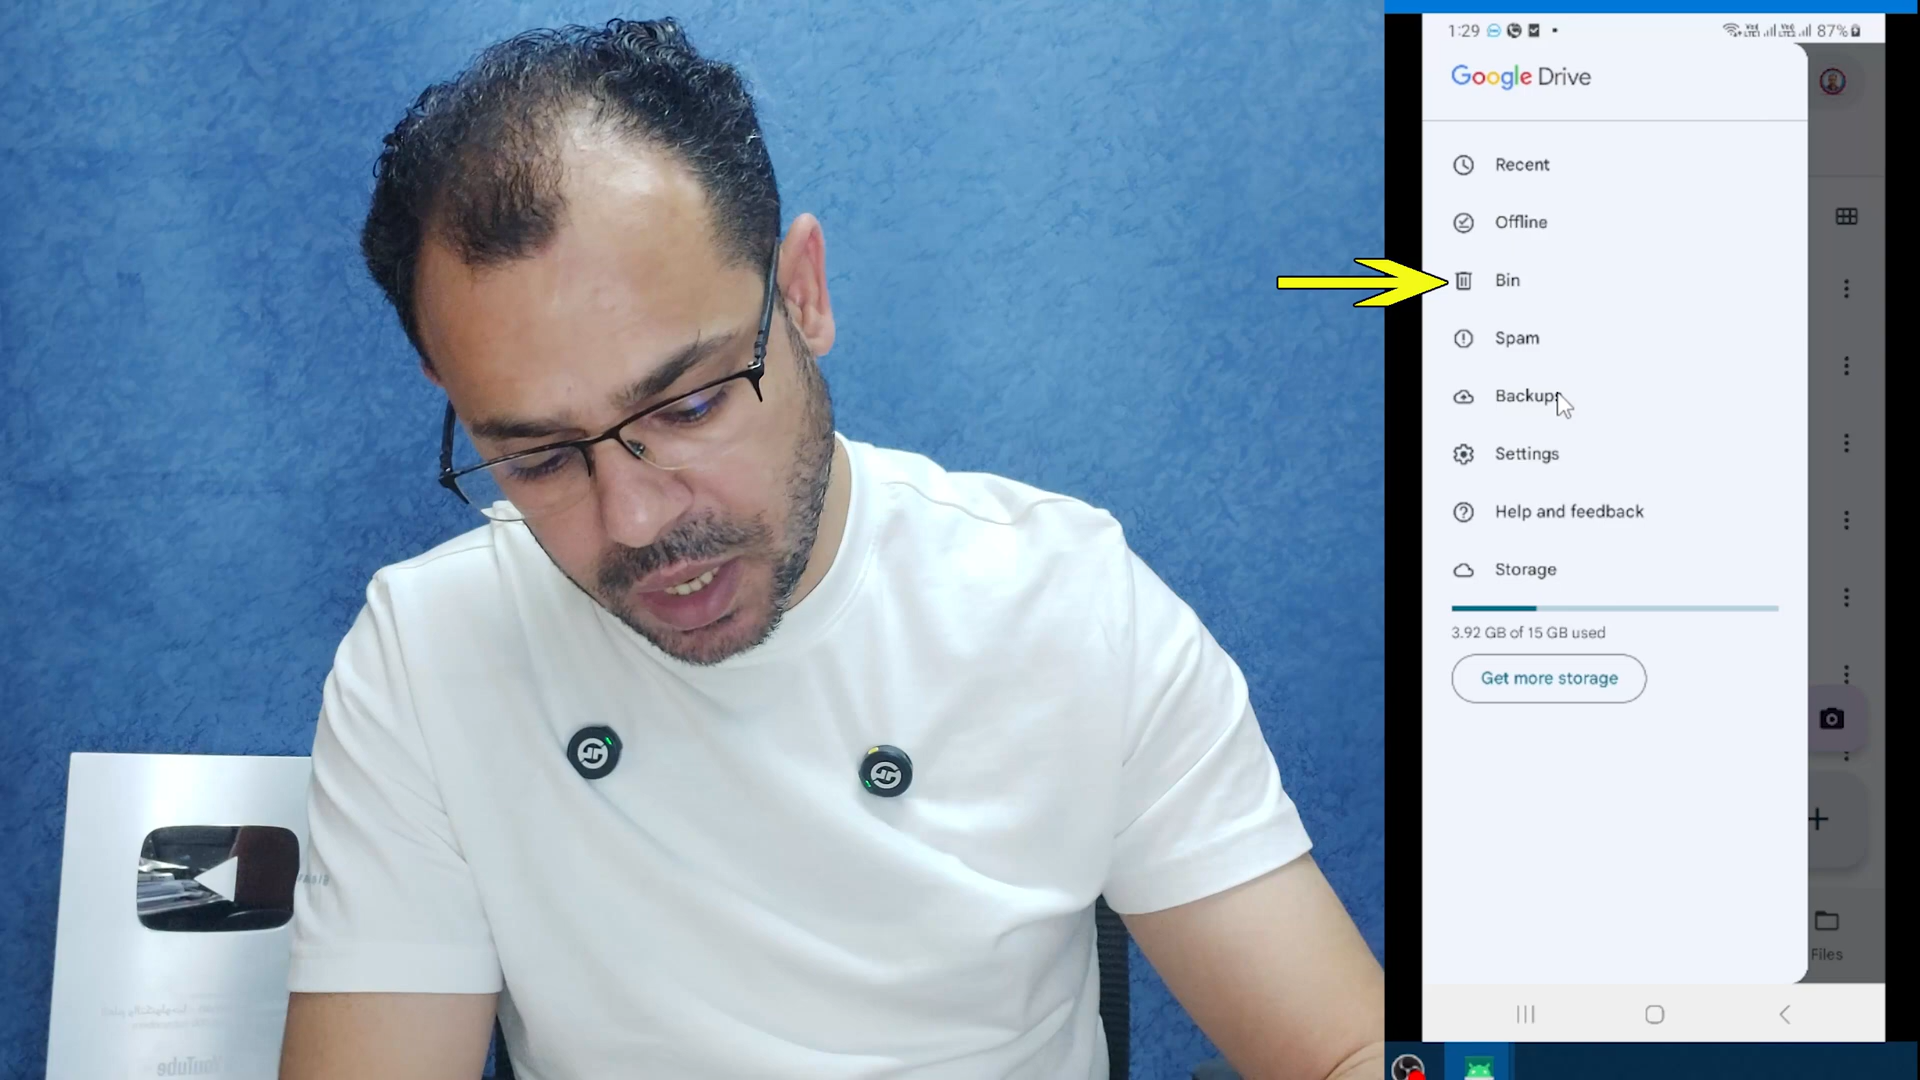 1:29
87%
Google Drive
Recent
Offline
Bin
Spam
Backups
Settings
Help and feedback
Storage
3.92 GB of 15 GB used
Get more storage
Files
YouTube